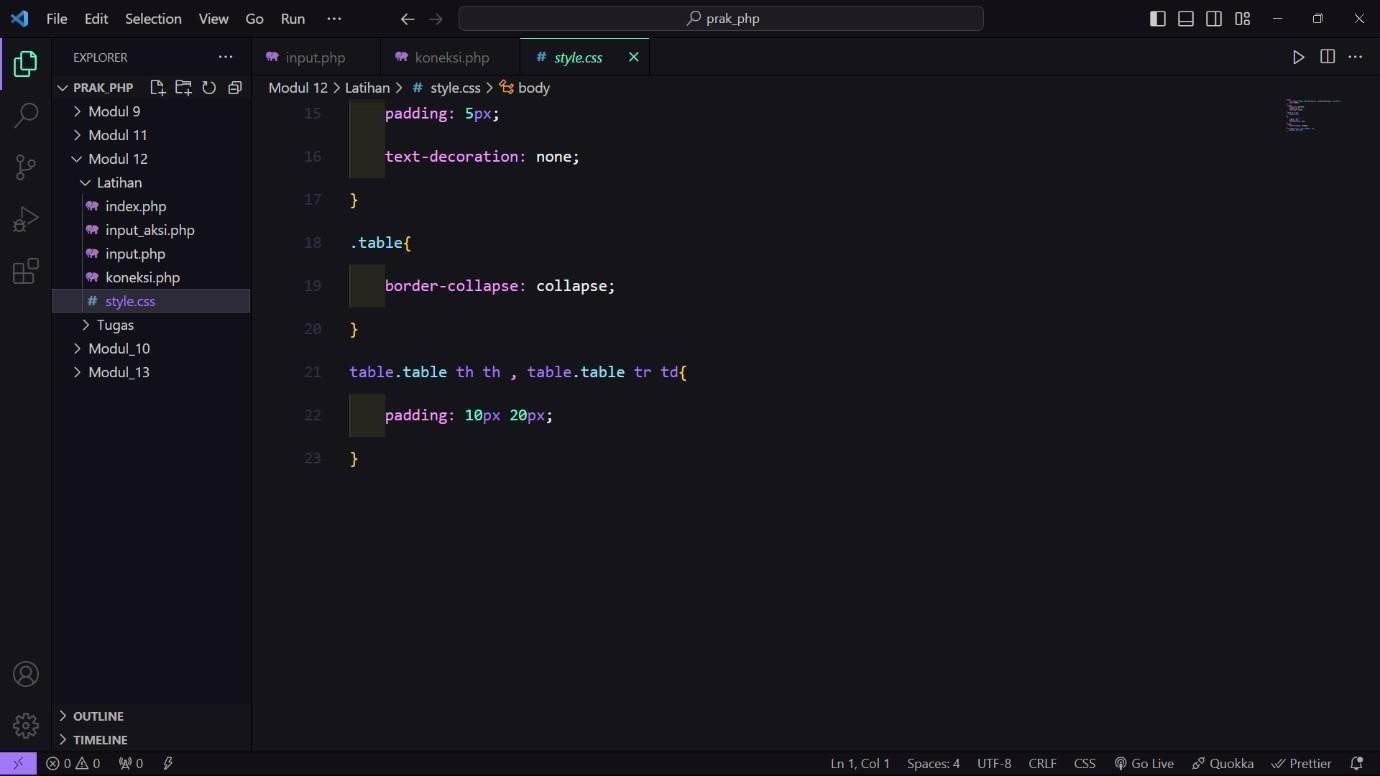 File Edit Selection View Go Run ··· prak_php
EXPLORER ···
input.php koneksi.php # style.css
PRAK_PHP
Modul 12 > Latihan > # style.css > body
Modul 9
Modul 11
Modul 12
Latihan
index.php
input_aksi.php
input.php
koneksi.php
# style.css
Tugas
Modul_10
Modul_13
15 padding: 5px;
16 text-decoration: none;
17 }
18 .table{
19 border-collapse: collapse;
20 }
21 table.table th th , table.table tr td{
22 padding: 10px 20px;
23 }
OUTLINE
TIMELINE
0 0 0 Ln 1, Col 1 Spaces: 4 UTF-8 CRLF CSS Go Live Quokka Prettier